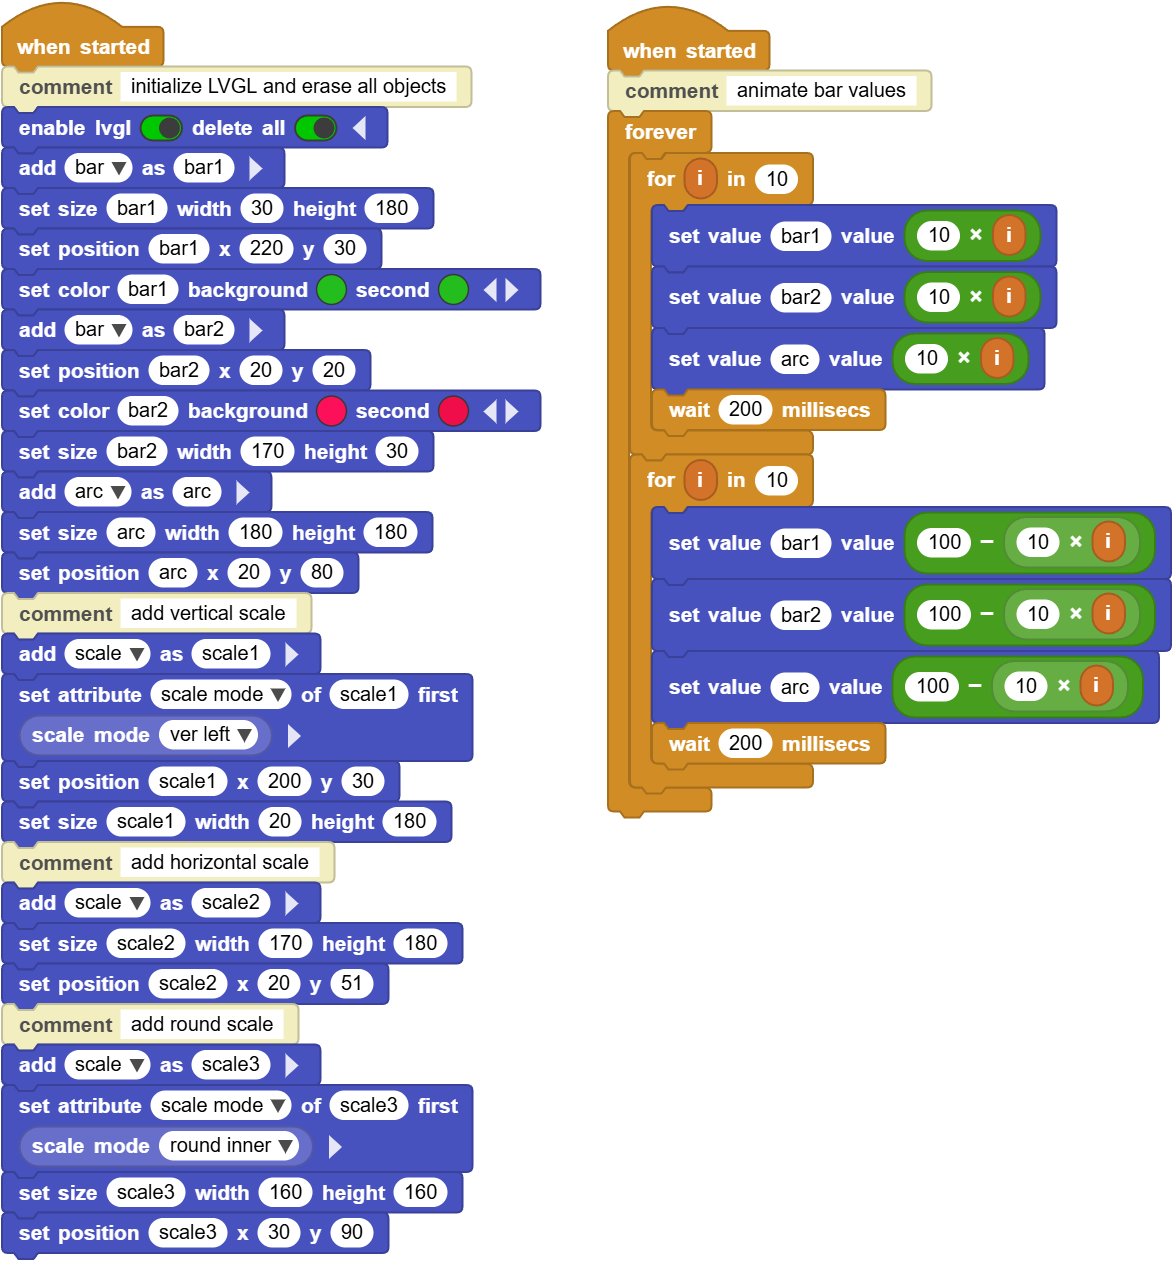 when started
comment initialize LVGL and erase all objects
enable lvgl delete all
add bar as bar1
set size bar1 width 30 height 180
set position bar1 x 220 y 30
set color bar1 background second
add bar as bar2
set position bar2 x 20 y 20
set color bar2 background second
set size bar2 width 170 height 30
add arc as arc
set size arc width 180 height 180
set position arc x 20 y 80
comment add vertical scale
add scale as scale1
set attribute scale mode of scale1 first
scale mode ver left
set position scale1 x 200 y 30
set size scale1 width 20 height 180
comment add horizontal scale
add scale as scale2
set size scale2 width 170 height 180
set position scale2 x 20 y 51
comment add round scale
add scale as scale3
set attribute scale mode of scale3 first
scale mode round inner
set size scale3 width 160 height 160
set position scale3 x 30 y 90
when started
comment animate bar values
forever
for i in 10
set value bar1 value 10 × i
set value bar2 value 10 × i
set value arc value 10 × i
wait 200 millisecs
for i in 10
set value bar1 value 100 − 10 × i
set value bar2 value 100 − 10 × i
set value arc value 100 − 10 × i
wait 200 millisecs